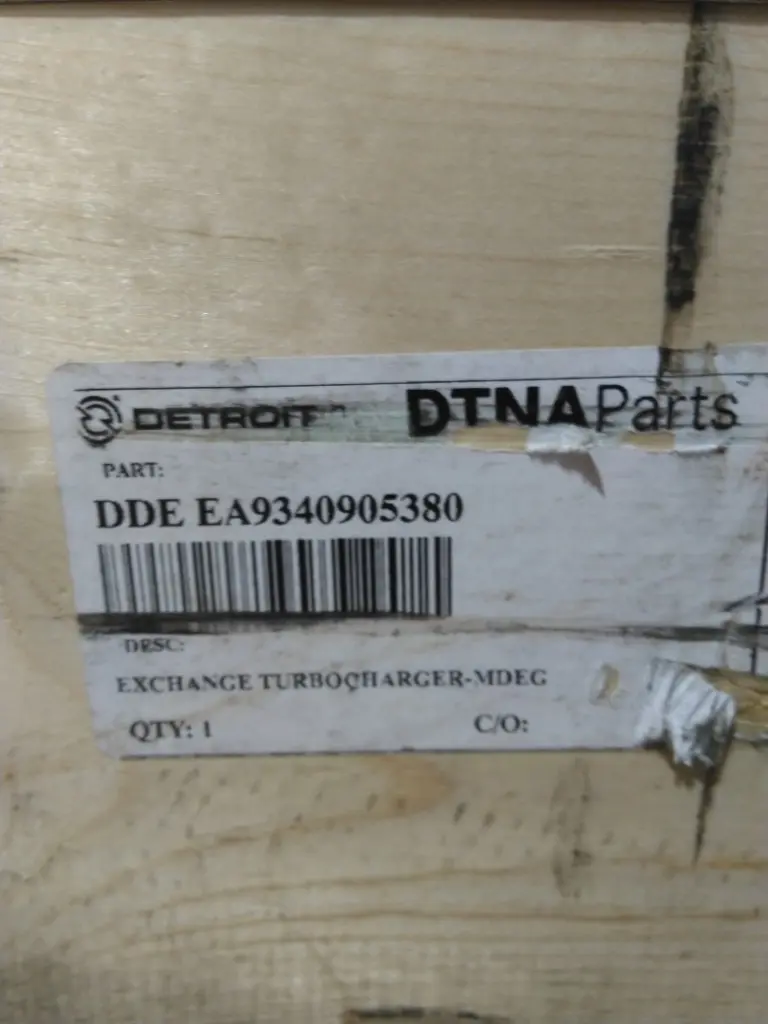 DETROIT DTNAParts
PART:
DDE EA9340905380
DESC:
EXCHANGE TURBOCHARGER-MDEG
QTY: 1 C/O: